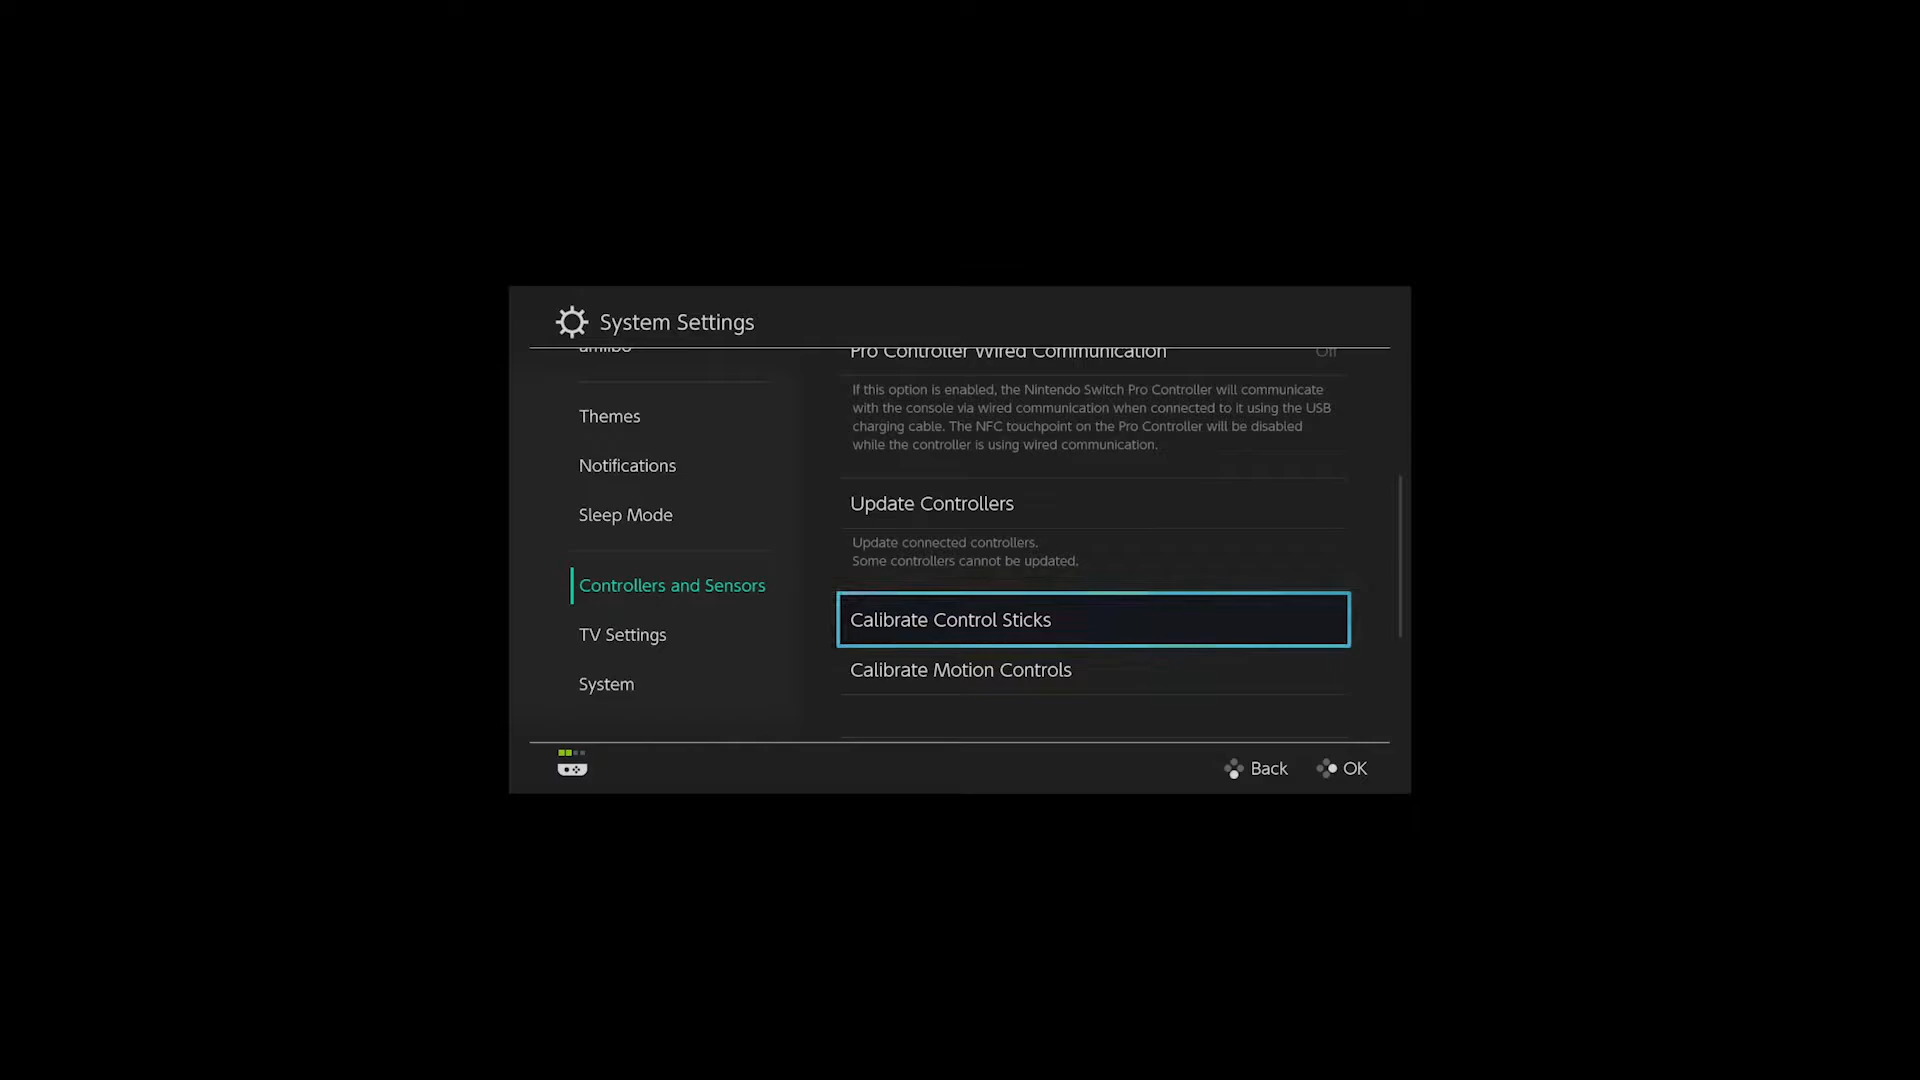 System Settings
amiibo
Themes
Notifications
Sleep Mode
Controllers and Sensors
TV Settings
System
Pro Controller Wired Communication Off
If this option is enabled, the Nintendo Switch Pro Controller will communicate
with the console via wired communication when connected to it using the USB
charging cable. The NFC touchpoint on the Pro Controller will be disabled
while the controller is using wired communication.
Update Controllers
Update connected controllers.
Some controllers cannot be updated.
Calibrate Control Sticks
Calibrate Motion Controls
Back OK